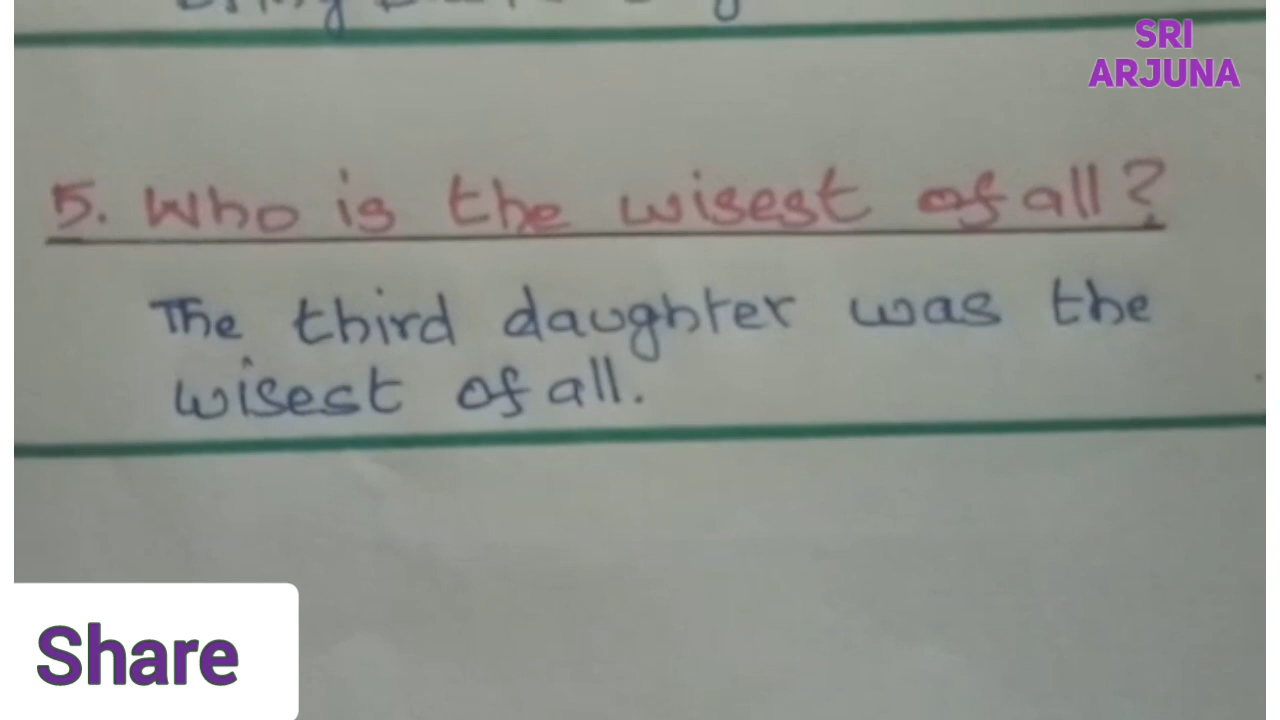 SRI
ARJUNA
5. Who is the wisest of all?
The third daughter was the
wisest of all.
Share